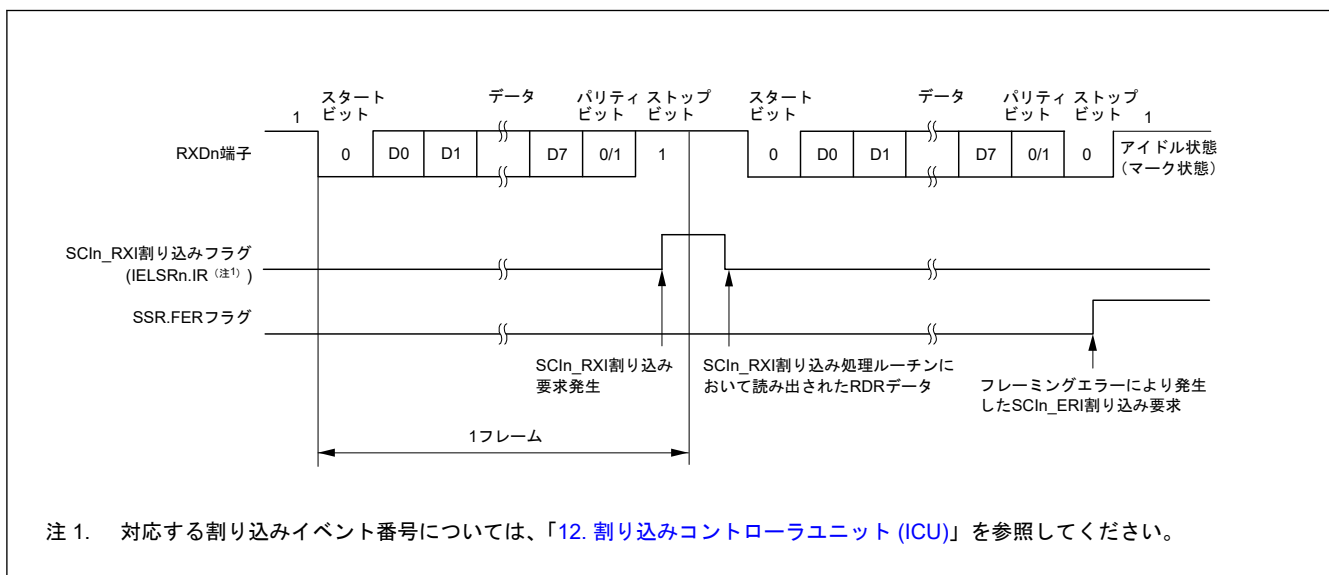 スタート
ビット
データ
パリティ
ビット
ストップ
ビット
スタート
ビット
データ
パリティ
ビット
ストップ
ビット
1
1
RXDn端子
0 D0 D1 D7 0/1 1 0 D0 D1 D7 0/1 0
アイドル状態
(マーク状態)
SCIn_RXI割り込みフラグ
(IELSRn.IR (注1) )
SSR.FERフラグ
SCIn_RXI割り込み
要求発生
SCIn_RXI割り込み処理ルーチンに
おいて読み出されたRDRデータ
フレーミングエラーにより発生
したSCIn_ERI割り込み要求
1フレーム
注 1. 対応する割り込みイベント番号については、「12. 割り込みコントローラユニット (ICU)」を参照してください。